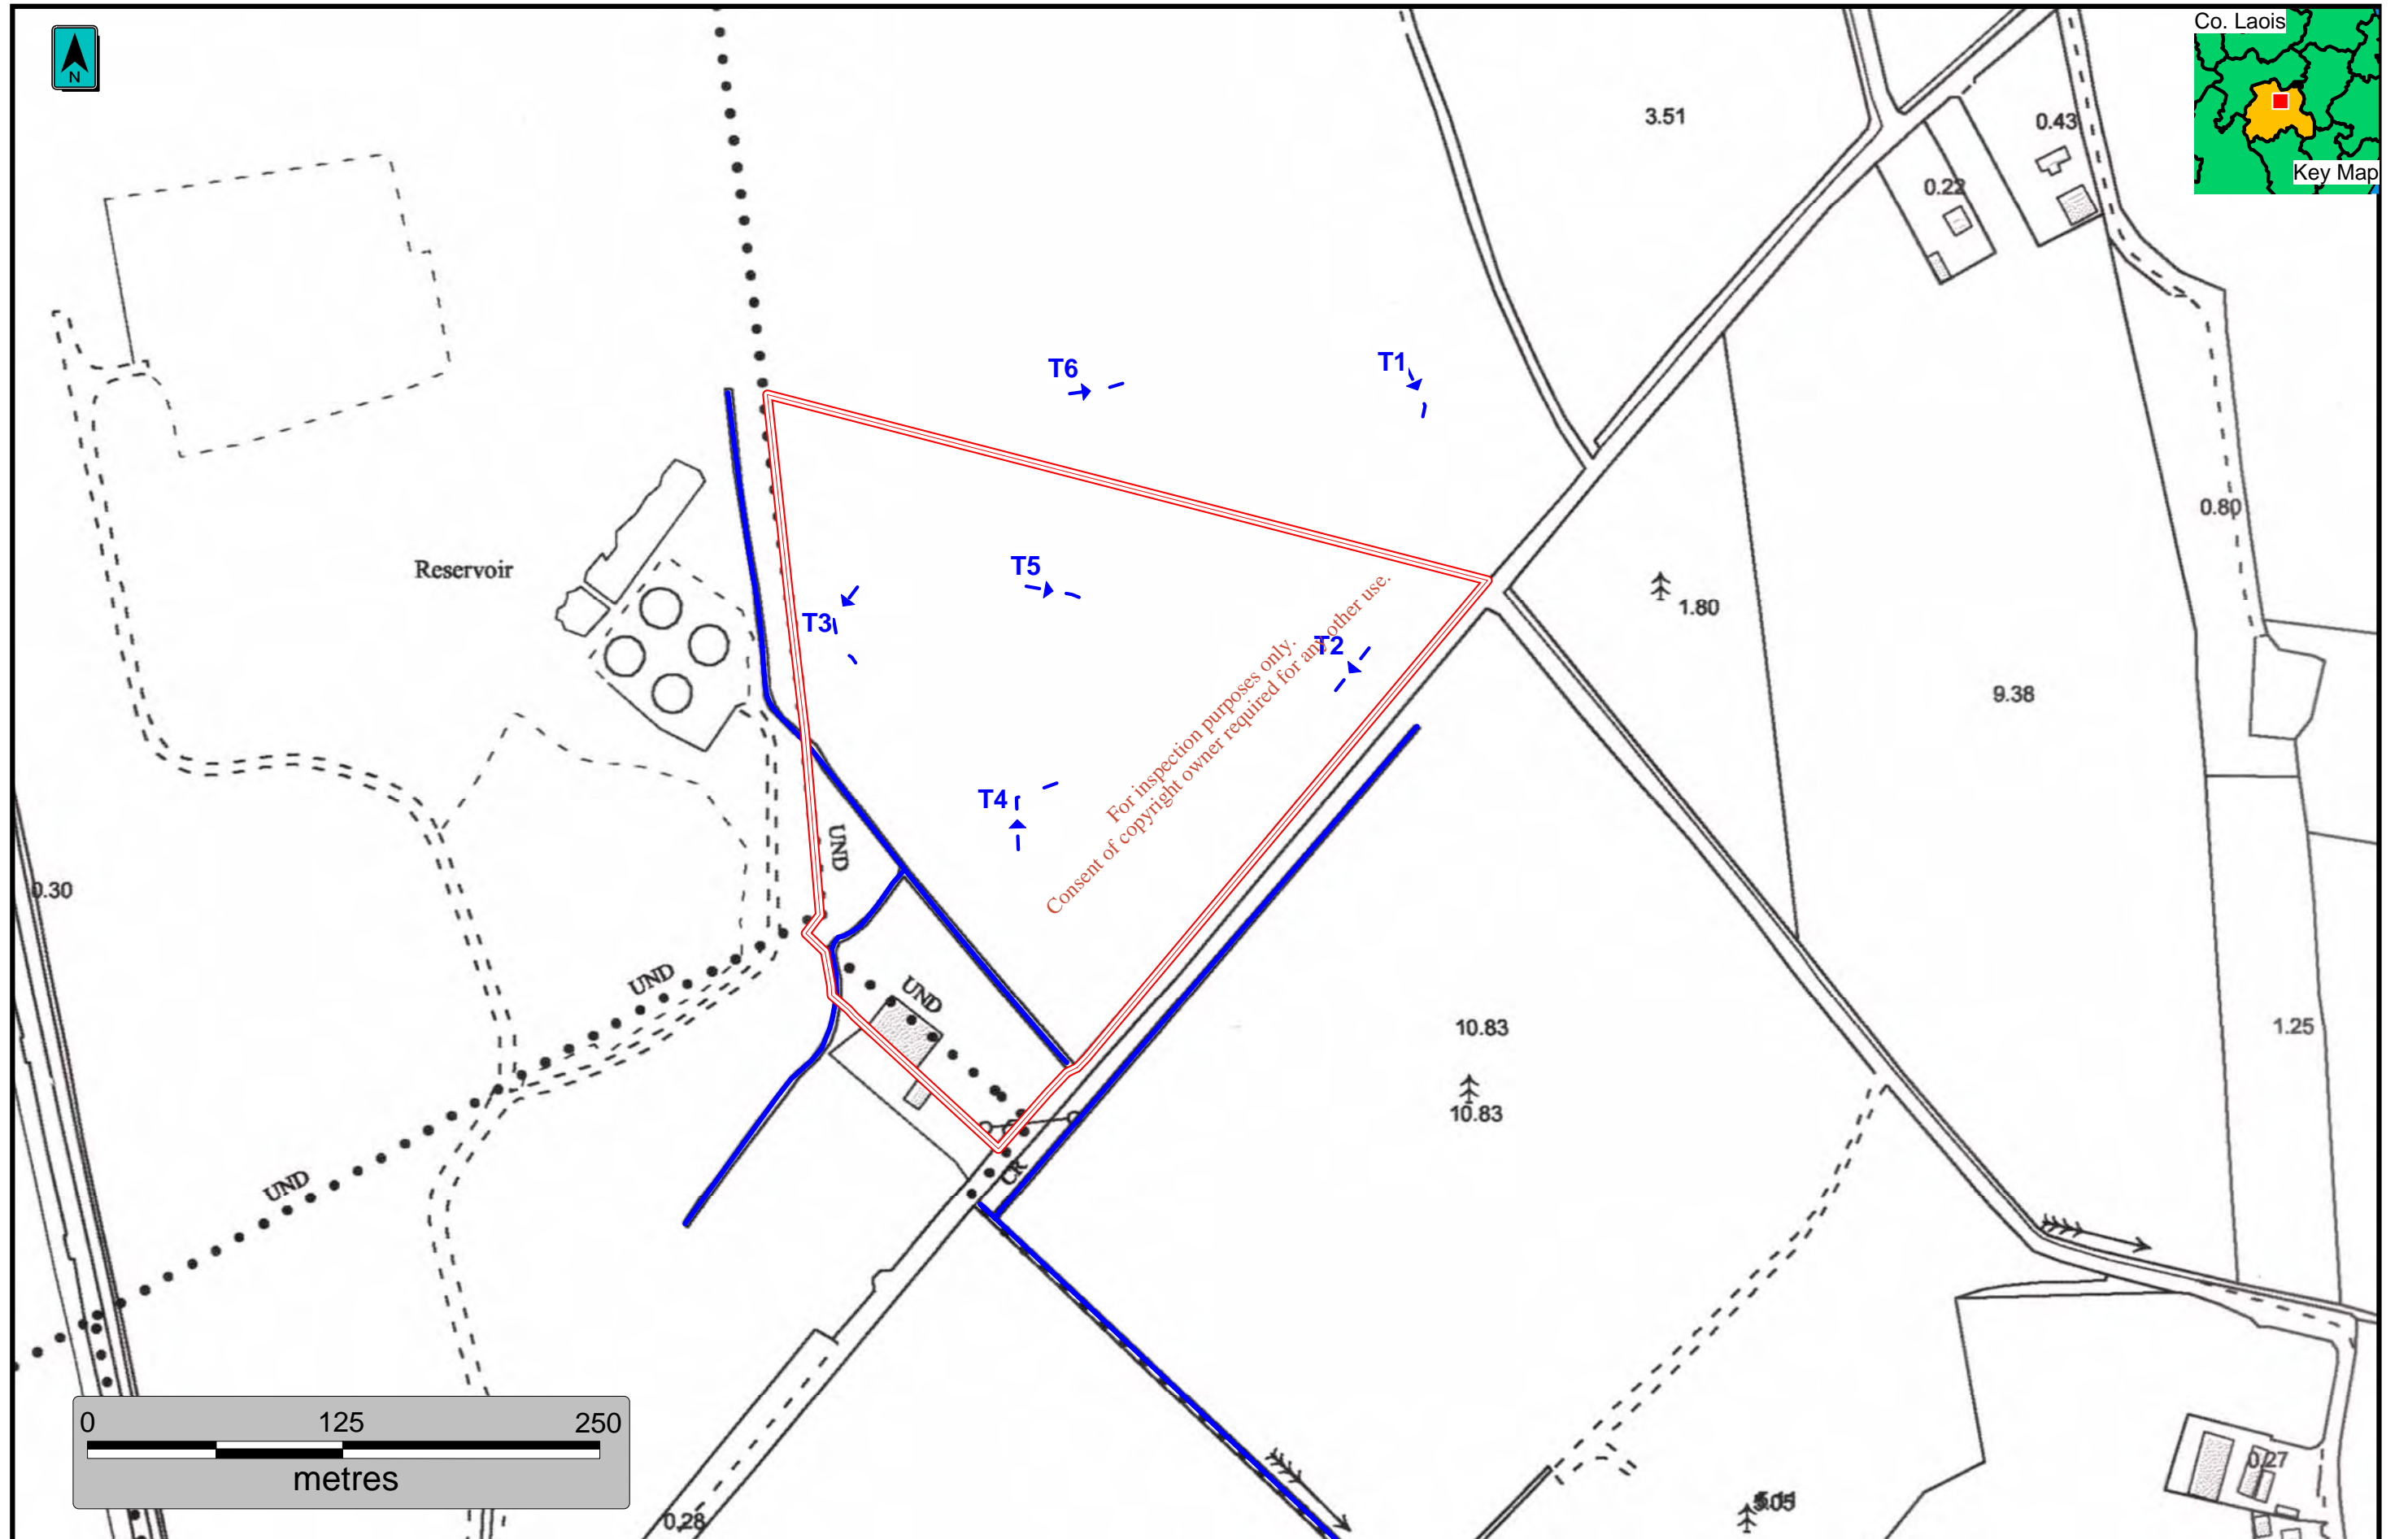 Co. Laois
N
3.51
0.43
0.22
Key Map
T6
T1
0.80
Reservoir
T5
1.80
T3
T2
9.38
For inspection purposes only.
Consent of copyright owner required for any other use.
T4
UND
0.30
UND
UND
10.83
1.25
10.83
CR
UND
0 125 250
metres
0.27
0.28